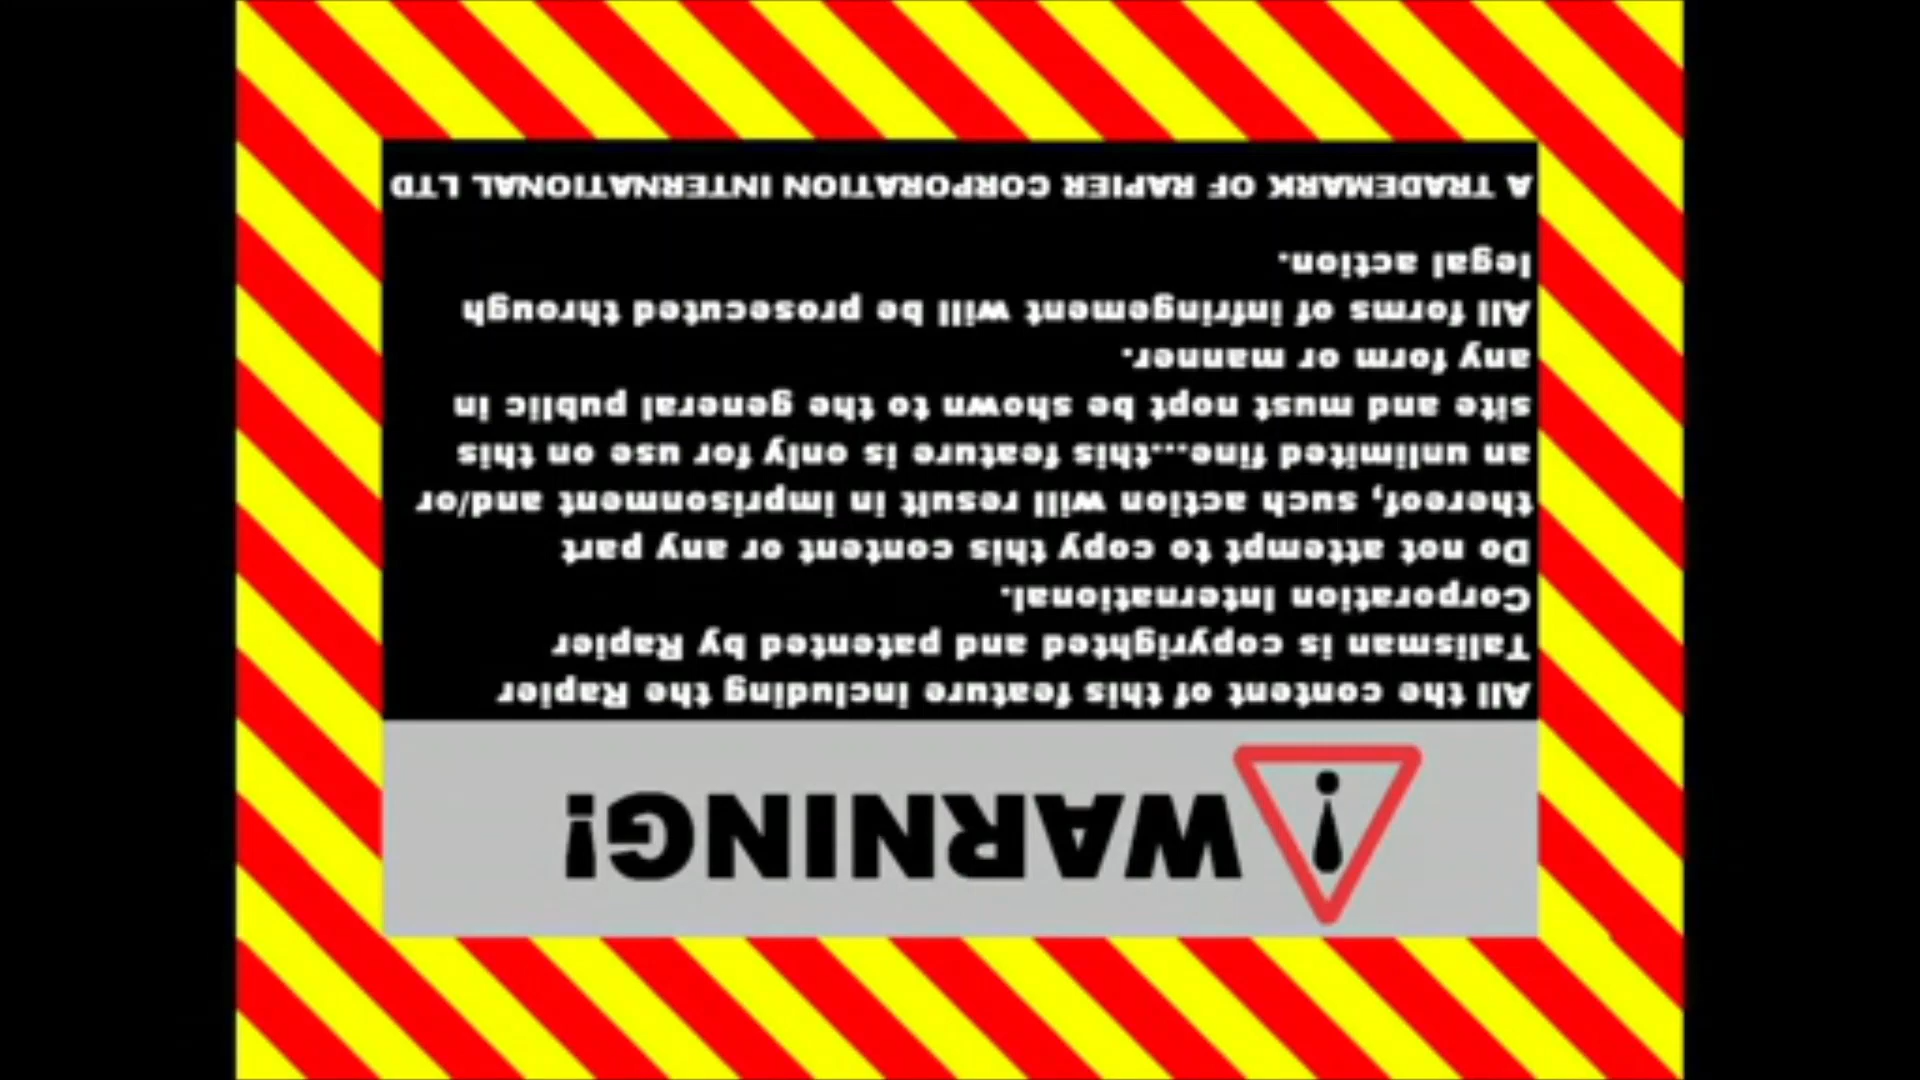 WARNING!
All the content of this feature including the Rapier
Talisman is copyrighted and patented by Rapier
Corporation International.
Do not attempt to copy this content or any part
thereof, such action will result in imprisonment and/or
an unlimited fine...this feature is only for use on this
site and must nopt be shown to the general public in
any form or manner.
All forms of infringement will be prosecuted through
legal action.
A TRADEMARK OF RAPIER CORPORATION INTERNATIONAL LTD